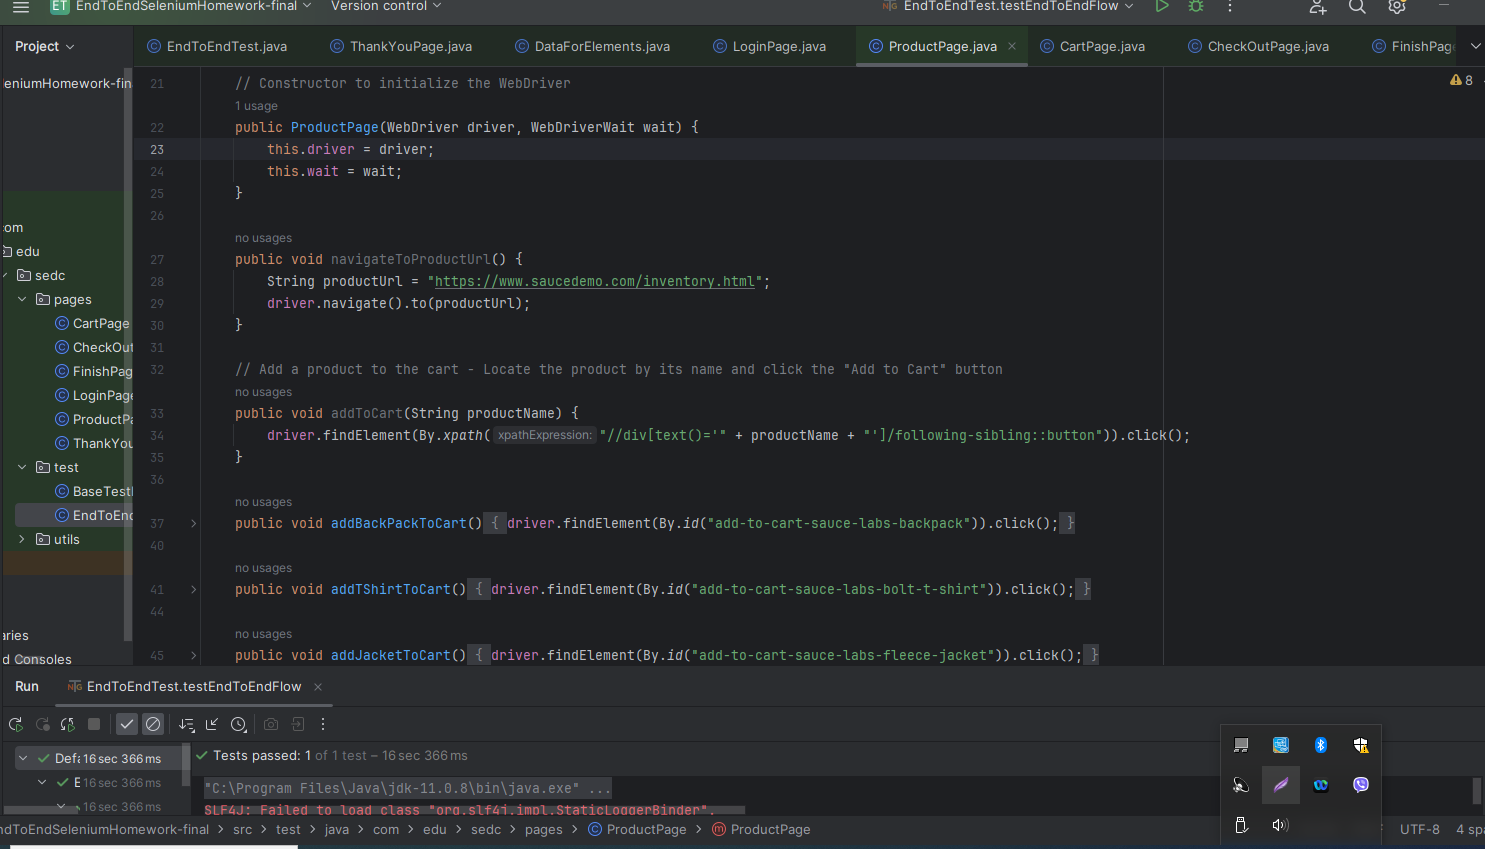 ET EndToEndSeleniumHomework-final Version control EndToEndTest.testEndToEndFlow
Project EndToEndTest.java ThankYouPage.java DataForElements.java LoginPage.java ProductPage.java CartPage.java CheckOutPage.java FinishPag
eniumHomework-fin
om
edu
sedc
pages
CartPage
CheckOut
FinishPag
LoginPage
ProductPa
ThankYou
test
BaseTest
EndToEnd
utils
aries
d Consoles
8
21 // Constructor to initialize the WebDriver
1 usage
22 public ProductPage(WebDriver driver, WebDriverWait wait) {
23 this.driver = driver;
24 this.wait = wait;
25 }
26
no usages
27 public void navigateToProductUrl() {
28 String productUrl = "https://www.saucedemo.com/inventory.html";
29 driver.navigate().to(productUrl);
30 }
31
32 // Add a product to the cart - Locate the product by its name and click the "Add to Cart" button
no usages
33 public void addToCart(String productName) {
34 driver.findElement(By.xpath( xpathExpression: "//div[text()='" + productName + "']/following-sibling::button")).click();
35 }
36
no usages
37 public void addBackPackToCart() { driver.findElement(By.id("add-to-cart-sauce-labs-backpack")).click(); }
40
no usages
41 public void addTShirtToCart() { driver.findElement(By.id("add-to-cart-sauce-labs-bolt-t-shirt")).click(); }
44
no usages
45 public void addJacketToCart() { driver.findElement(By.id("add-to-cart-sauce-labs-fleece-jacket")).click(); }
Run EndToEndTest.testEndToEndFlow
Defa 16 sec 366 ms
E 16 sec 366 ms
16 sec 366 ms
Tests passed: 1 of 1 test – 16 sec 366 ms
"C:\Program Files\Java\jdk-11.0.8\bin\java.exe" ...
SLF4J: Failed to load class "org.slf4j.impl.StaticLoggerBinder".
ndToEndSeleniumHomework-final > src > test > java > com > edu > sedc > pages > ProductPage > ProductPage UTF-8 4 spa